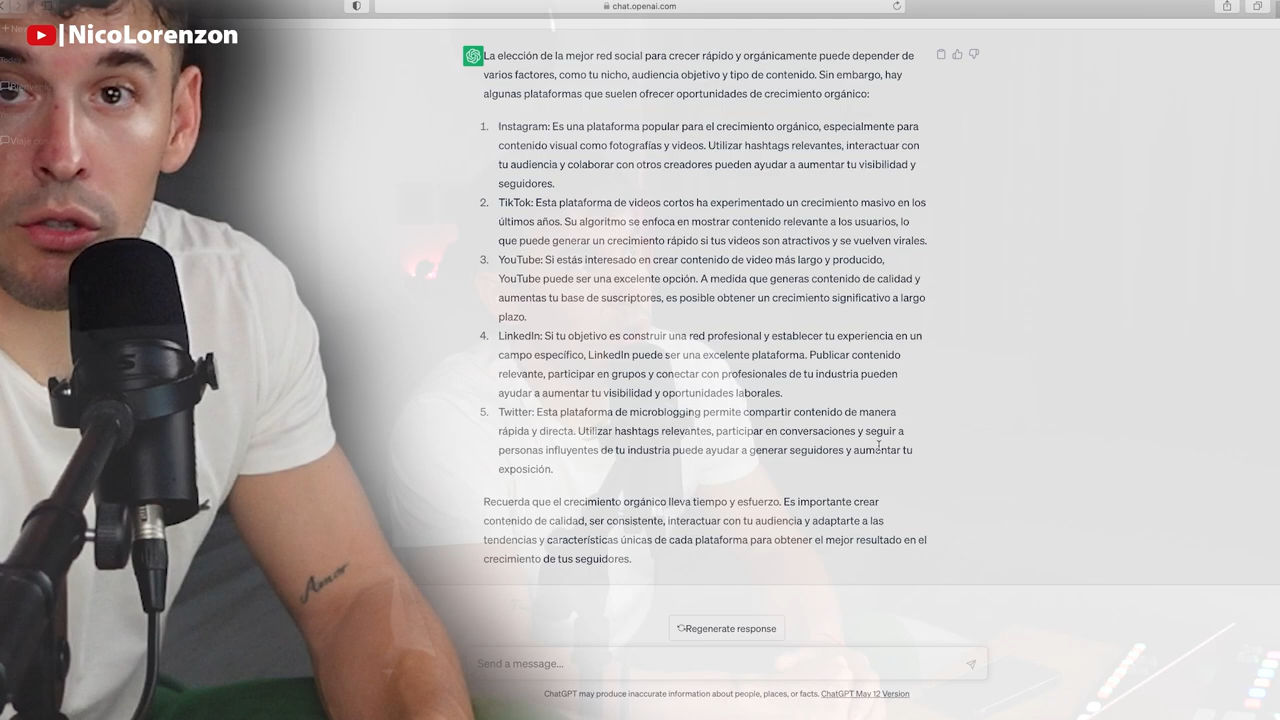 chat.openai.com
| NicoLorenzon
La elección de la mejor red social para crecer rápido y orgánicamente puede depender de
varios factores, como tu nicho, audiencia objetivo y tipo de contenido. Sin embargo, hay
algunas plataformas que suelen ofrecer oportunidades de crecimiento orgánico:
1. Instagram: Es una plataforma popular para el crecimiento orgánico, especialmente para
contenido visual como fotografías y videos. Utilizar hashtags relevantes, interactuar con
tu audiencia y colaborar con otros creadores pueden ayudar a aumentar tu visibilidad y
seguidores.
2. TikTok: Esta plataforma de videos cortos ha experimentado un crecimiento masivo en los
últimos años. Su algoritmo se enfoca en mostrar contenido relevante a los usuarios, lo
que puede generar un crecimiento rápido si tus videos son atractivos y se vuelven virales.
3. YouTube: Si estás interesado en crear contenido de video más largo y producido,
YouTube puede ser una excelente opción. A medida que generas contenido de calidad y
aumentas tu base de suscriptores, es posible obtener un crecimiento significativo a largo
plazo.
4. LinkedIn: Si tu objetivo es construir una red profesional y establecer tu experiencia en un
campo específico, LinkedIn puede ser una excelente plataforma. Publicar contenido
relevante, participar en grupos y conectar con profesionales de tu industria pueden
ayudar a aumentar tu visibilidad y oportunidades laborales.
5. Twitter: Esta plataforma de microblogging permite compartir contenido de manera
rápida y directa. Utilizar hashtags relevantes, participar en conversaciones y seguir a
personas influyentes de tu industria puede ayudar a generar seguidores y aumentar tu
exposición.
Recuerda que el crecimiento orgánico lleva tiempo y esfuerzo. Es importante crear
contenido de calidad, ser consistente, interactuar con tu audiencia y adaptarte a las
tendencias y características únicas de cada plataforma para obtener el mejor resultado en el
crecimiento de tus seguidores.
Amor
Regenerate response
Send a message...
ChatGPT may produce inaccurate information about people, places, or facts. ChatGPT May 12 Version